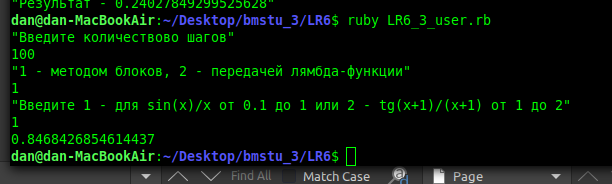 "Результат - 0.24027849299525628"
dan@dan-MacBookAir:~/Desktop/bmstu_3/LR6$ ruby LR6_3_user.rb
"Введите количествово шагов"
100
"1 - методом блоков, 2 - передачей лямбда-функции"
1
"Введите 1 - для sin(x)/x от 0.1 до 1 или 2 - tg(x+1)/(x+1) от 1 до 2"
1
0.8468426854614437
dan@dan-MacBookAir:~/Desktop/bmstu_3/LR6$
Find All Match Case Page